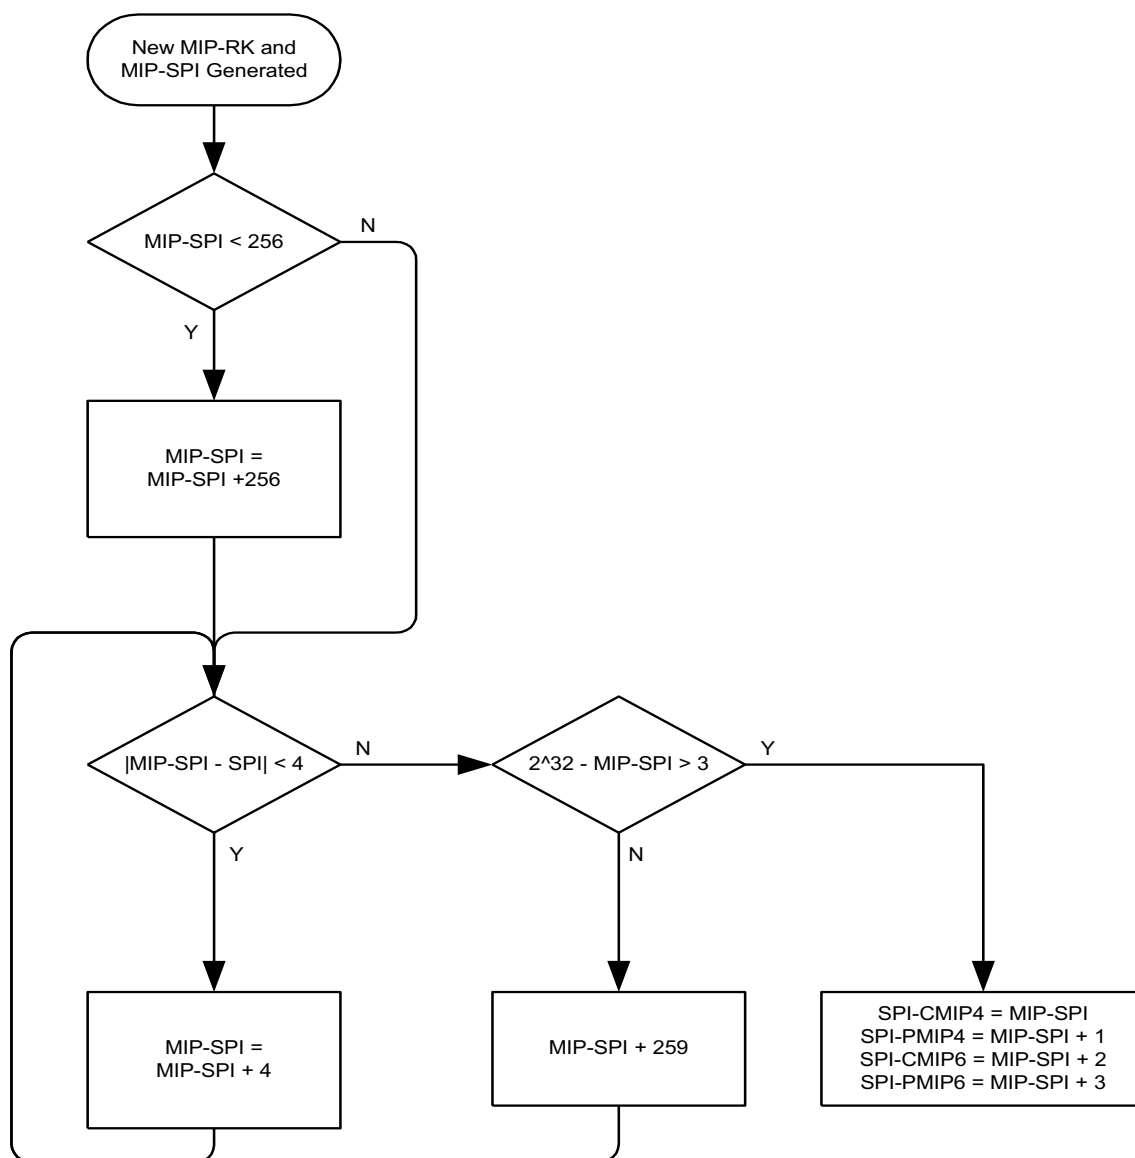 New MIP-RK and
MIP-SPI Generated
MIP-SPI < 256
N
Y
MIP-SPI =
MIP-SPI +256
|MIP-SPI - SPI| < 4
N
2^32 - MIP-SPI > 3
Y
Y
N
MIP-SPI =
MIP-SPI + 4
MIP-SPI + 259
SPI-CMIP4 = MIP-SPI
SPI-PMIP4 = MIP-SPI + 1
SPI-CMIP6 = MIP-SPI + 2
SPI-PMIP6 = MIP-SPI + 3